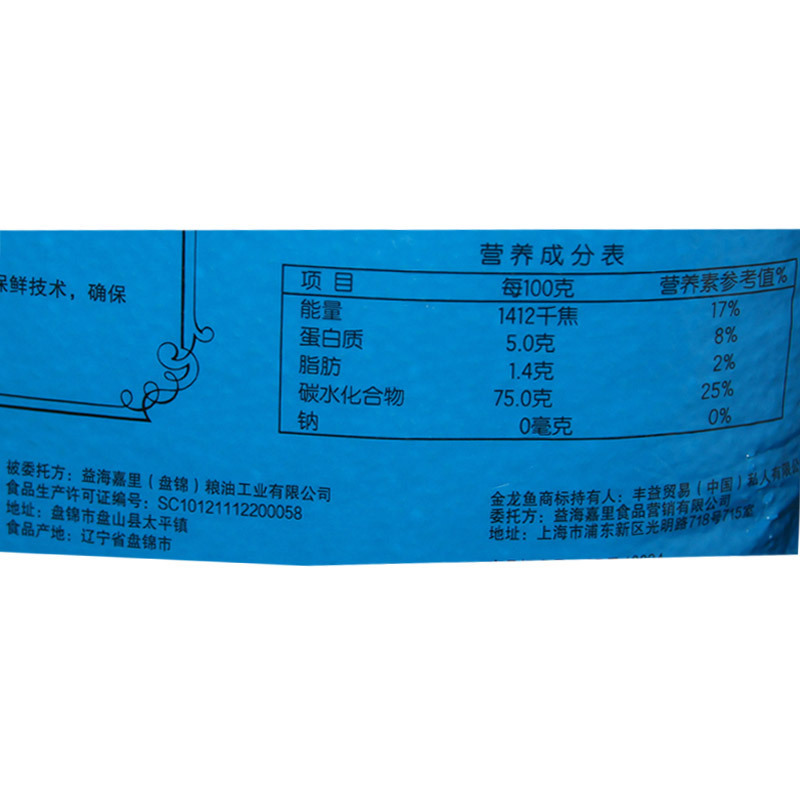 保鲜技术，确保
营养成分表
项目 每100克 营养素参考值%
能量 1412千焦 17%
蛋白质 5.0克 8%
脂肪 1.4克 2%
碳水化合物 75.0克 25%
钠 0毫克 0%
被委托方：益海嘉里（盘锦）粮油工业有限公司
食品生产许可证编号：SC10121112200058
地址：盘锦市盘山县太平镇
食品产地：辽宁省盘锦市
金龙鱼商标持有人：丰益贸易（中国）私人有限公
委托方：益海嘉里食品营销有限公司
地址：上海市浦东新区光明路718号715室